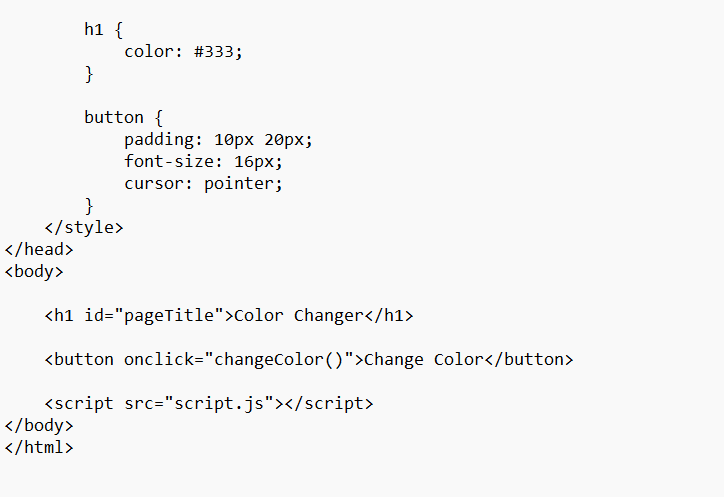 h1 {
color: #333;
}
button {
padding: 10px 20px;
font-size: 16px;
cursor: pointer;
}
</style>
</head>
<body>
<h1 id="pageTitle">Color Changer</h1>
<button onclick="changeColor()">Change Color</button>
<script src="script.js"></script>
</body>
</html>